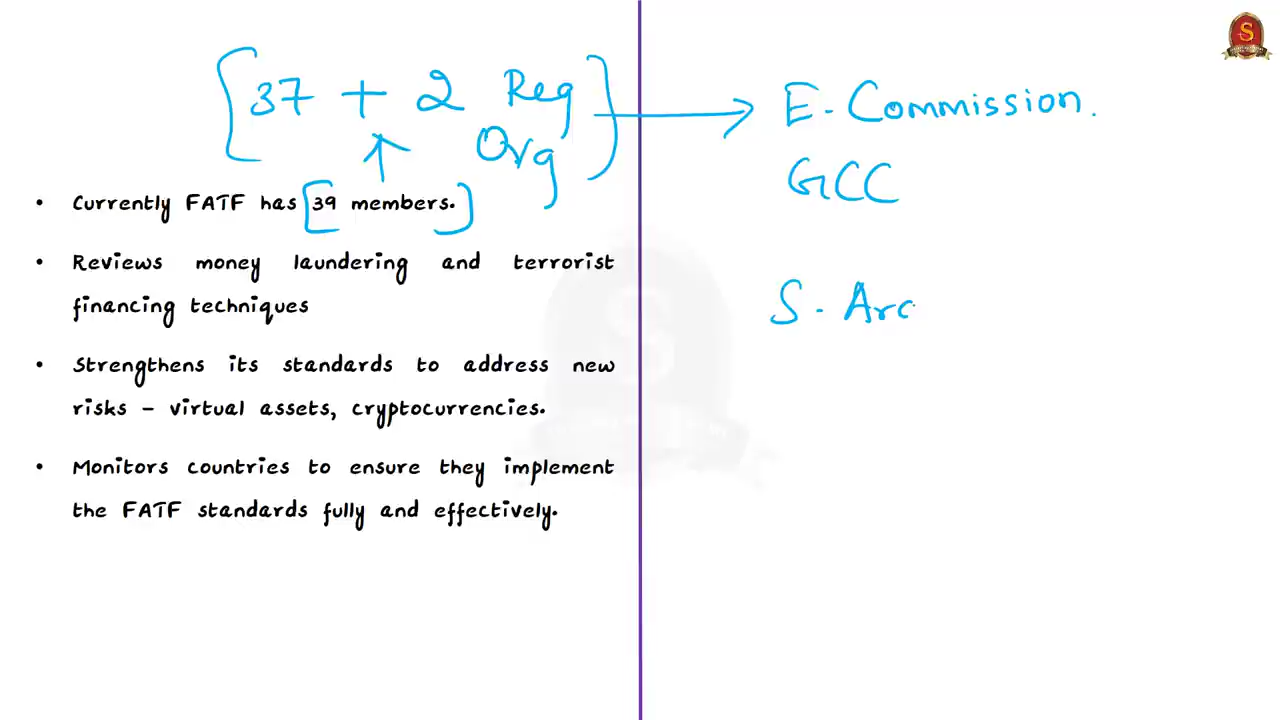 [37 + 2 Reg
Org]
• Currently FATF has [39 members.]
• Reviews money laundering and terrorist
financing techniques
• Strengthens its standards to address new
risks – virtual assets, cryptocurrencies.
• Monitors countries to ensure they implement
the FATF standards fully and effectively.
E-Commission.
GCC
S-Arc
S